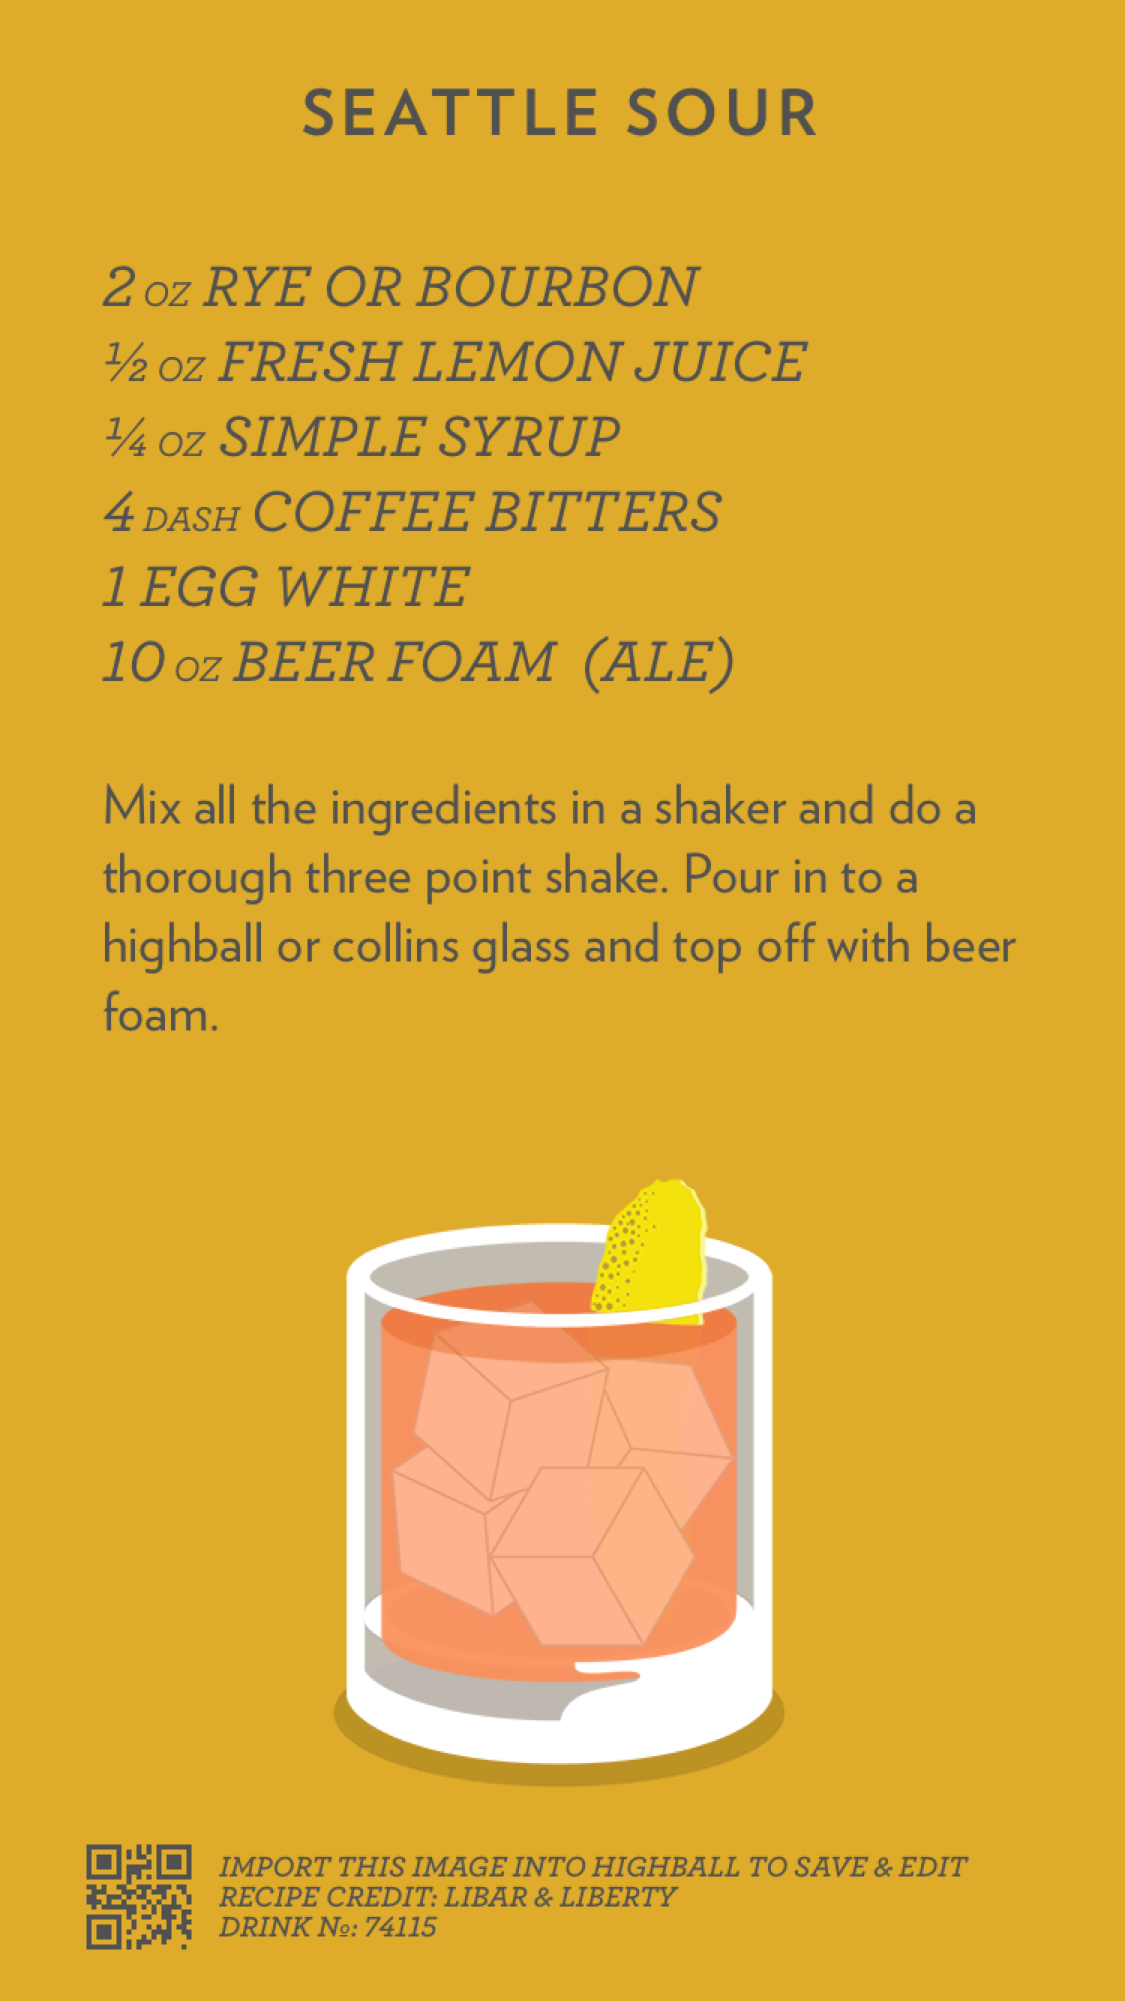 SEATTLE SOUR
2 OZ RYE OR BOURBON
½ OZ FRESH LEMON JUICE
¼ OZ SIMPLE SYRUP
4 DASH COFFEE BITTERS
1 EGG WHITE
10 OZ BEER FOAM (ALE)
Mix all the ingredients in a shaker and do a
thorough three point shake. Pour in to a
highball or collins glass and top off with beer
foam.
IMPORT THIS IMAGE INTO HIGHBALL TO SAVE & EDIT
RECIPE CREDIT: LIBAR & LIBERTY
DRINK Nº: 74115